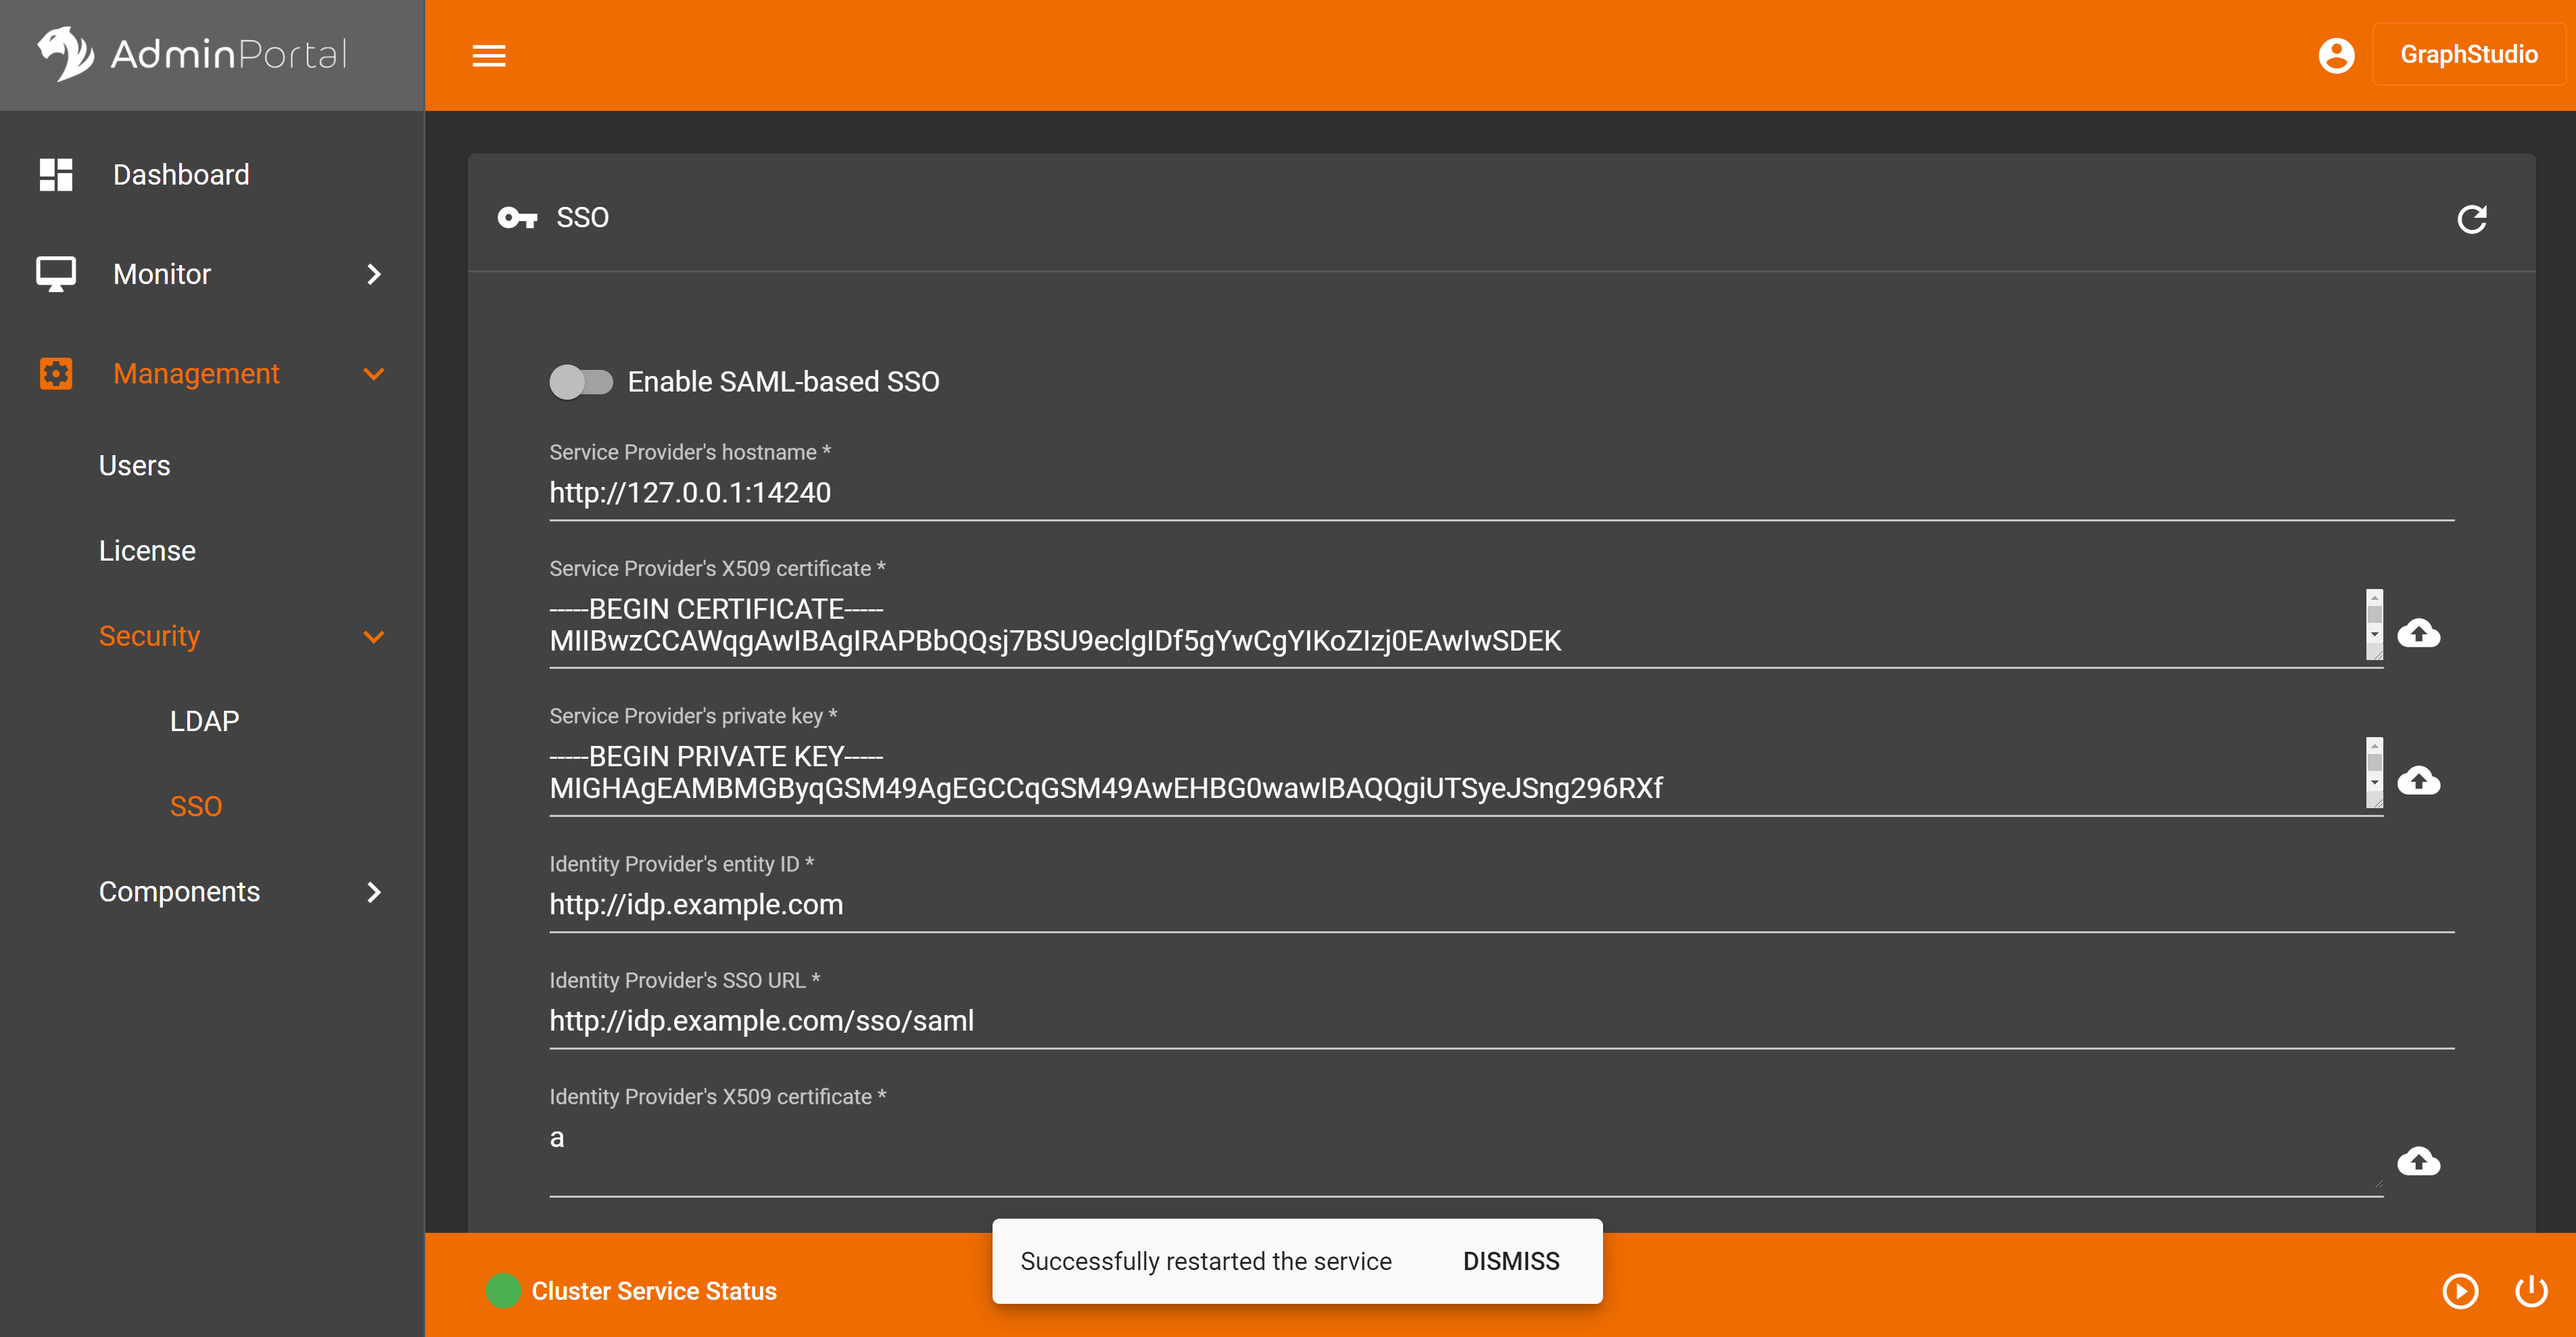 AdminPortal
GraphStudio
Dashboard
Monitor
Management
Users
License
Security
LDAP
SSO
Components
SSO
Enable SAML-based SSO
Service Provider's hostname *
http://127.0.0.1:14240
Service Provider's X509 certificate *
-----BEGIN CERTIFICATE-----
MIIBwzCCAWqgAwIBAgIRAPBbQQsj7BSU9eclgIDf5gYwCgYIKoZIzj0EAwIwSDEK
Service Provider's private key *
-----BEGIN PRIVATE KEY-----
MIGHAgEAMBMGByqGSM49AgEGCCqGSM49AwEHBG0wawIBAQQgiUTSyeJSng296RXf
Identity Provider's entity ID *
http://idp.example.com
Identity Provider's SSO URL *
http://idp.example.com/sso/saml
Identity Provider's X509 certificate *
a
Successfully restarted the service DISMISS
Cluster Service Status